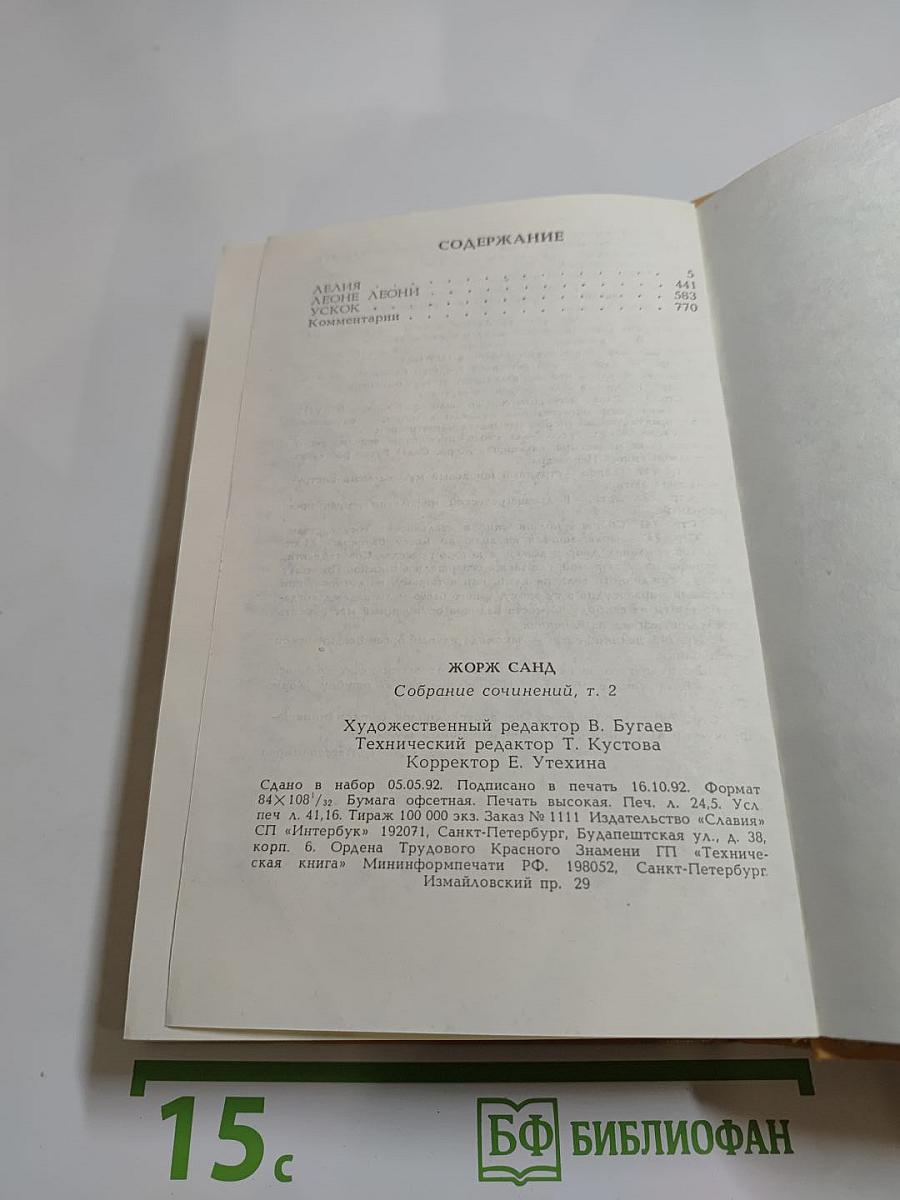 СОДЕРЖАНИЕ
ЛЕЛИЯ . . . . . . . . . . . . . . . 5
ЛЕОНЕ ЛЕОНИ . . . . . . . . . . . . 441
УСКОК . . . . . . . . . . . . . . . 583
Комментарии . . . . . . . . . . . . 770
ЖОРЖ САНД
Собрание сочинений, т. 2
Художественный редактор В. Бугаев
Технический редактор Т. Кустова
Корректор Е. Утехина
Сдано в набор 05.05.92. Подписано в печать 16.10.92. Формат
84×108¹/₃₂ Бумага офсетная. Печать высокая. Печ. л. 24,5. Усл
печ л. 41,16. Тираж 100 000 экз. Заказ № 1111 Издательство «Славия»
СП «Интербук» 192071, Санкт-Петербург, Будапештская ул., д. 38,
корп. 6. Ордена Трудового Красного Знамени ГП «Техниче-
ская книга» Мининформпечати РФ. 198052, Санкт-Петербург
Измайловский пр. 29
15 с
БФ БИБЛИОФАН